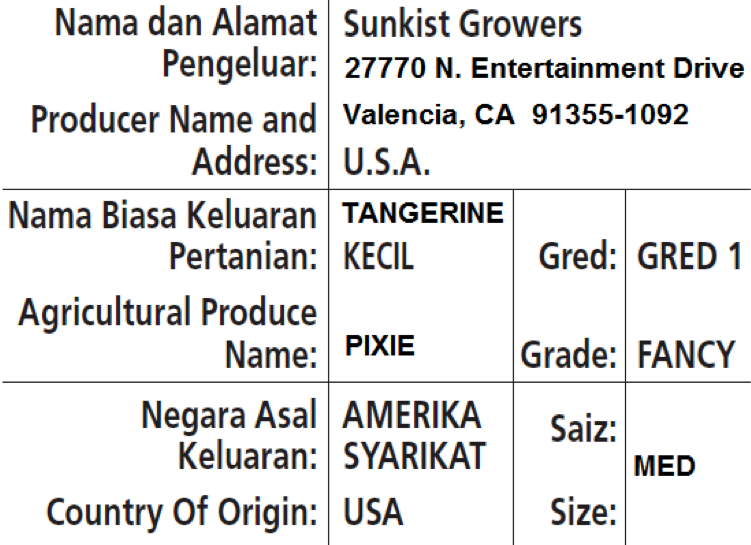 Nama dan Alamat Pengeluar:
Producer Name and Address:
Sunkist Growers
27770 N. Entertainment Drive
Valencia, CA 91355-1092
U.S.A.
Nama Biasa Keluaran Pertanian:
Agricultural Produce Name:
TANGERINE
KECIL
PIXIE
Gred:
GRED 1
Grade:
FANCY
Negara Asal Keluaran:
Country Of Origin:
AMERIKA
SYARIKAT
USA
Saiz:
Size:
MED